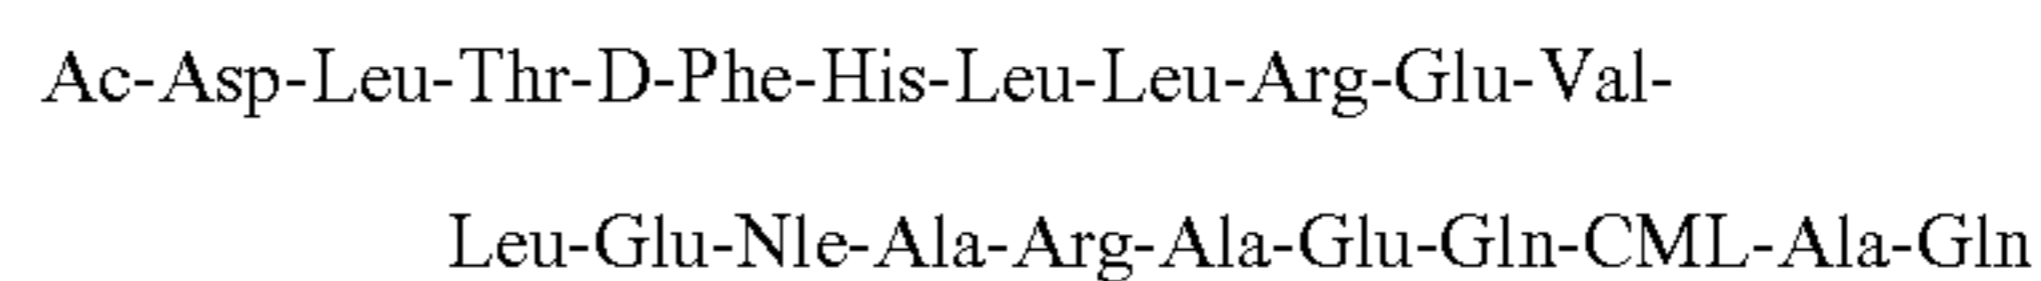 Ac-Asp-Leu-Thr-D-Phe-His-Leu-Leu-Arg-Glu-Val-
Leu-Glu-Nle-Ala-Arg-Ala-Glu-Gln-CML-Ala-Gln